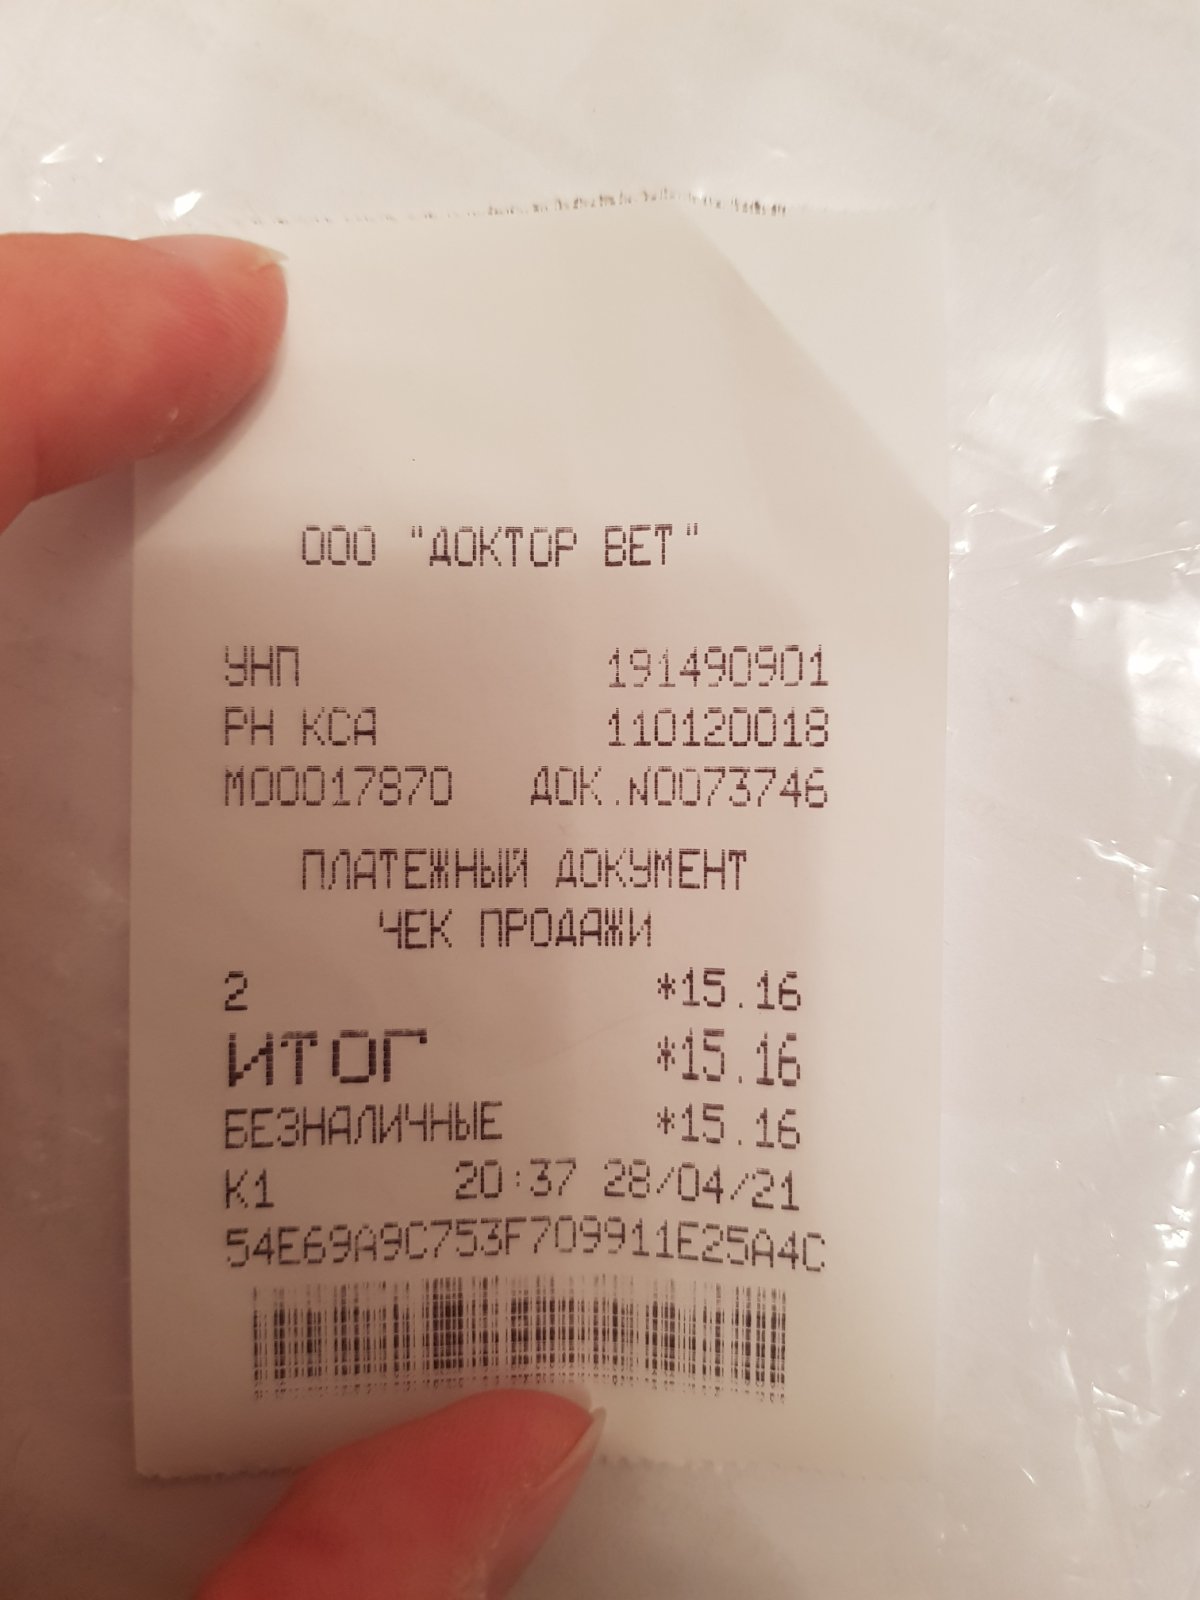 ООО "ДОКТОР ВЕТ"
УНП 191490901
РН КСА 110120018
М00017870 ДОК.N0073746
ПЛАТЕЖНЫЙ ДОКУМЕНТ
ЧЕК ПРОДАЖИ
2 *15.16
ИТОГ *15.16
БЕЗНАЛИЧНЫЕ *15.16
К1 20:37 28/04/21
54E69A9C753F709911E25A4C